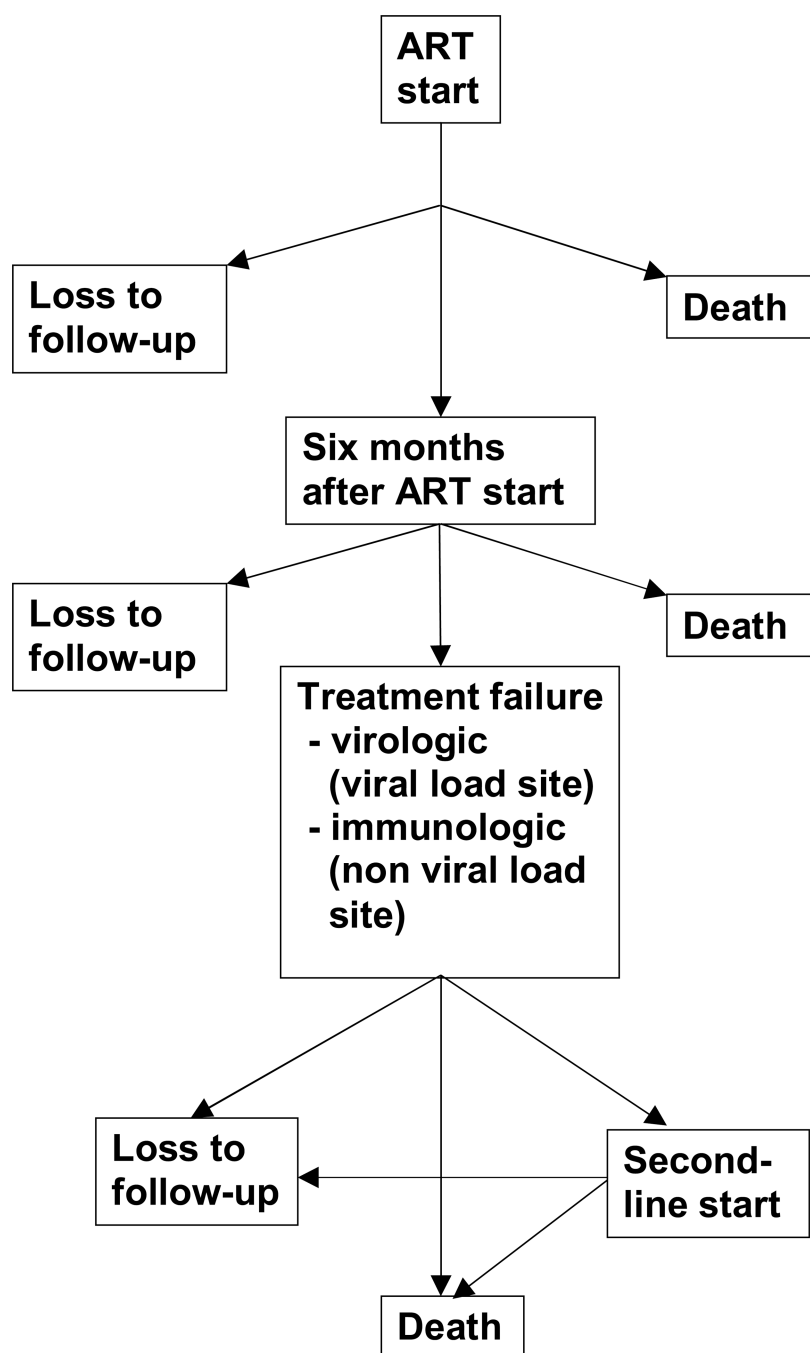 ART
start
Loss to
follow-up
Death
Six months
after ART start
Loss to
follow-up
Death
Treatment failure
- virologic
(viral load site)
- immunologic
(non viral load
site)
Loss to
follow-up
Second-
line start
Death